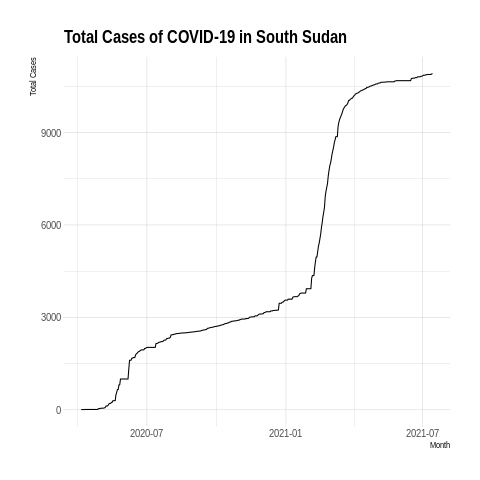 Total Cases of COVID-19 in South Sudan
Total Cases
9000
6000
3000
0
2020-07
2021-01
2021-07
Month